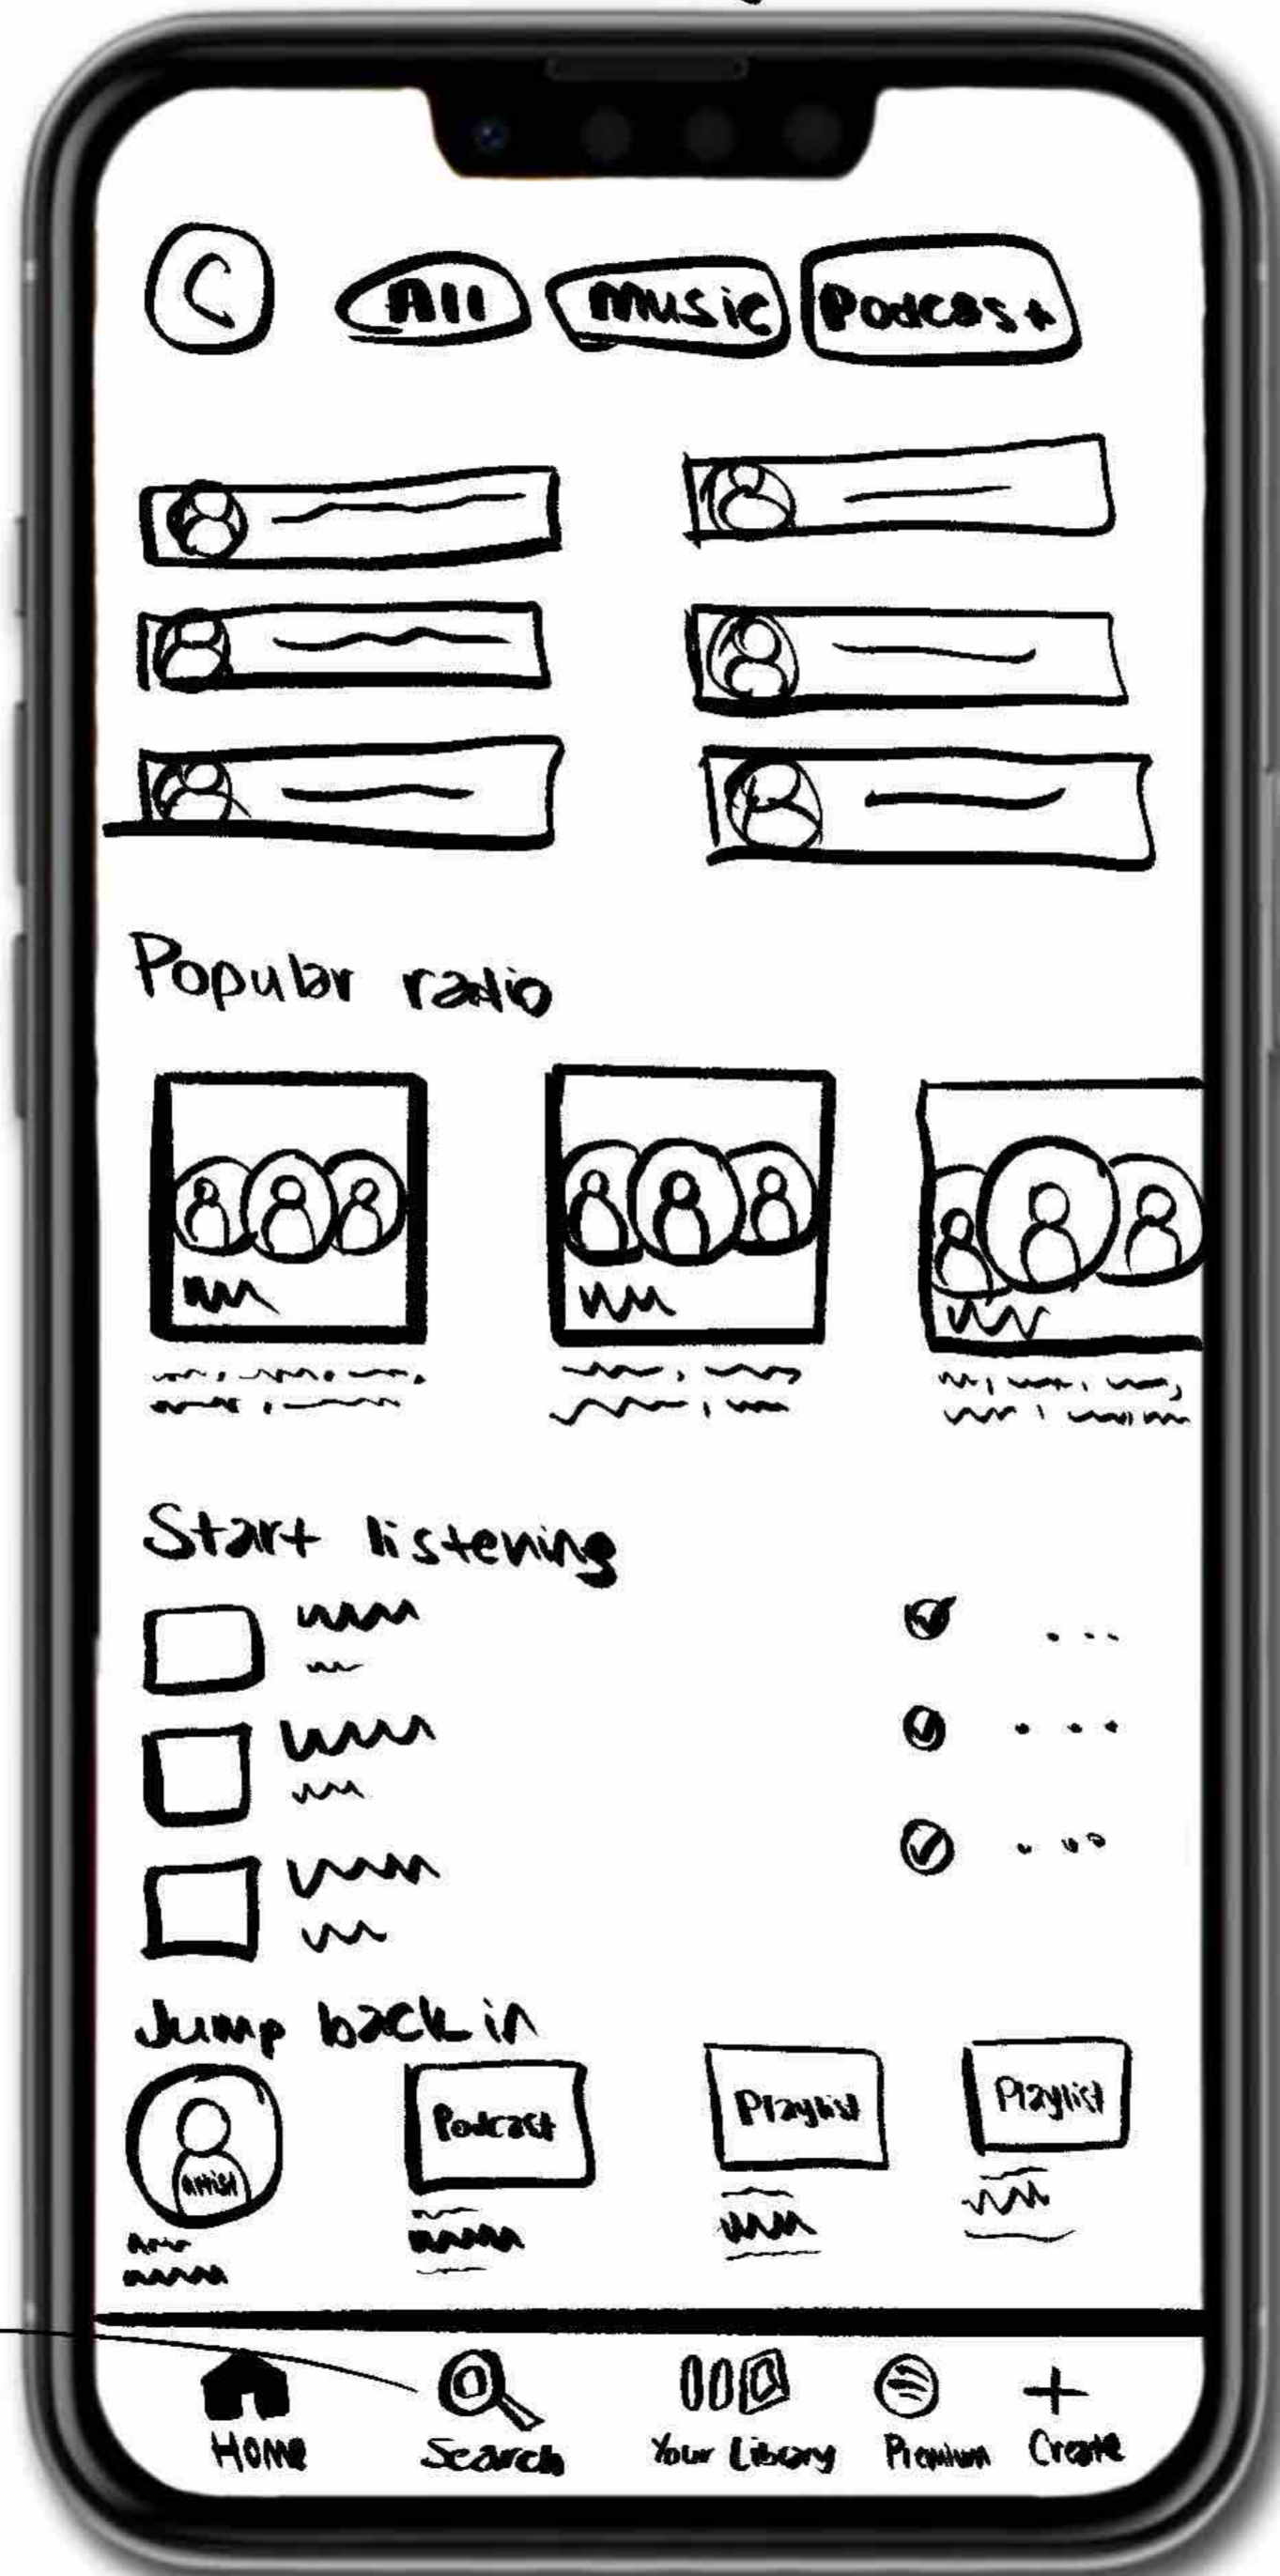 C
All Music Podcast
Popular radio
Start listening
Jump back in
artist Podcast Playlist Playlist
Home Search Your Library Premium Create